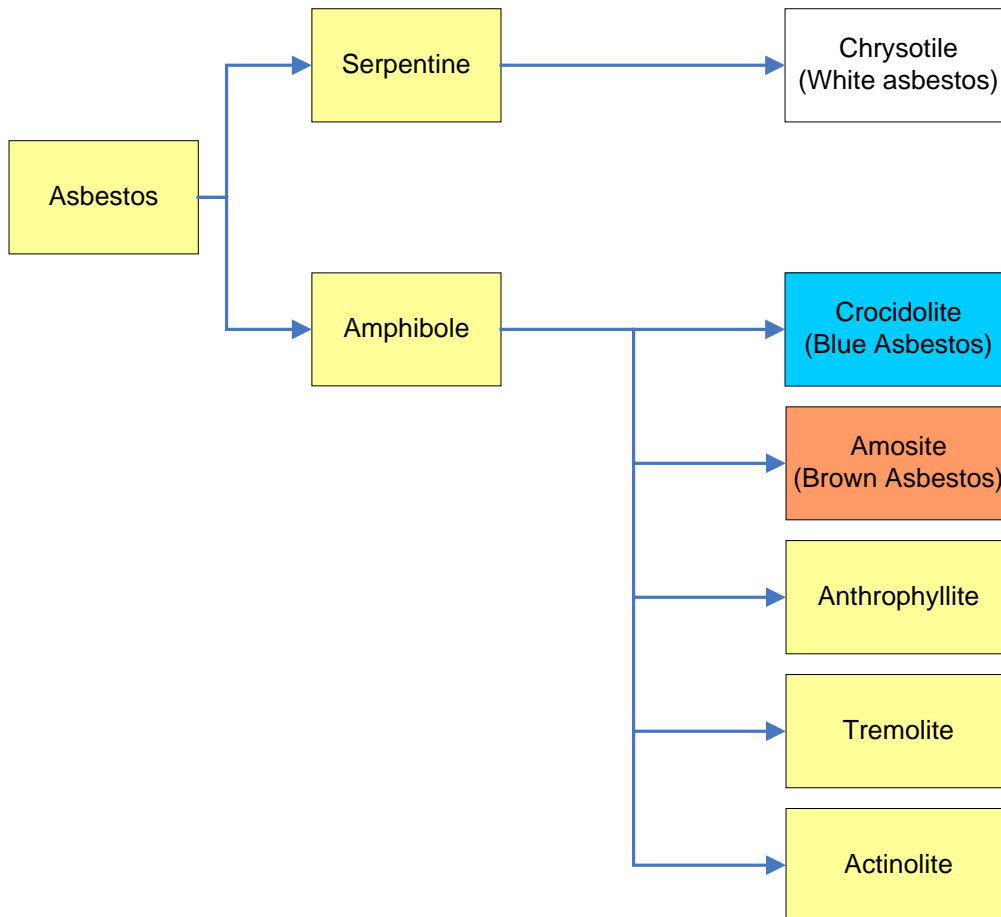 Serpentine
Chrysotile
(White asbestos)
Asbestos
Amphibole
Crocidolite
(Blue Asbestos)
Amosite
(Brown Asbestos)
Anthrophyllite
Tremolite
Actinolite